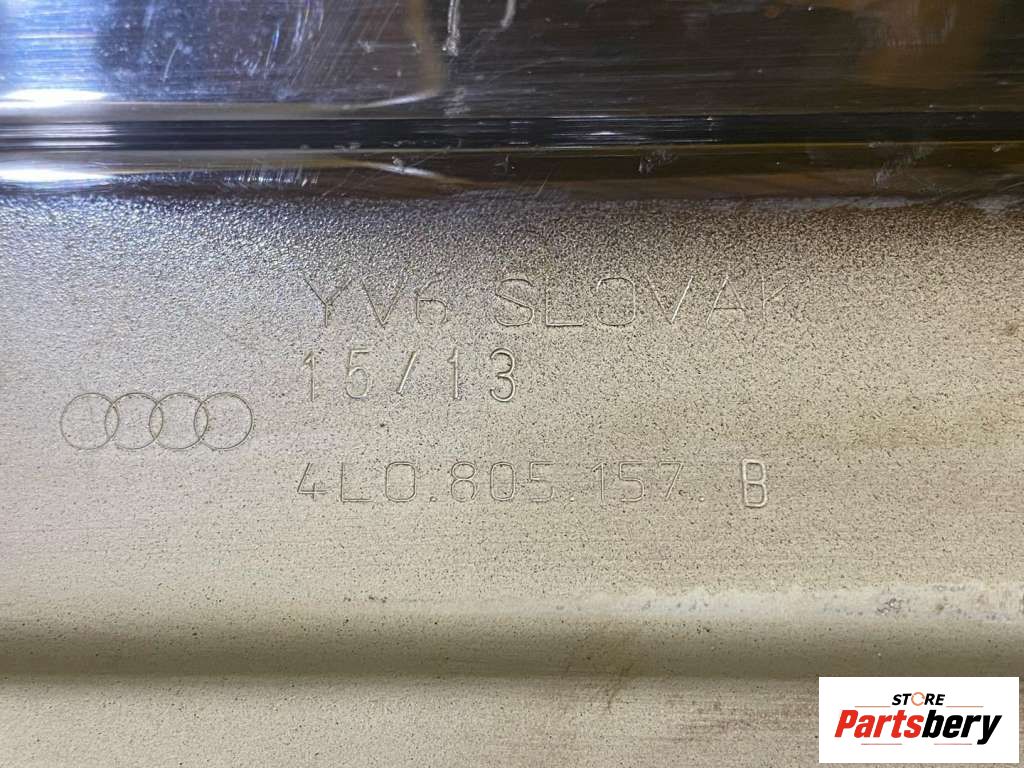 YV6 SLOVAK
15/13
4L0.805.157. B
STORE
Partsbery